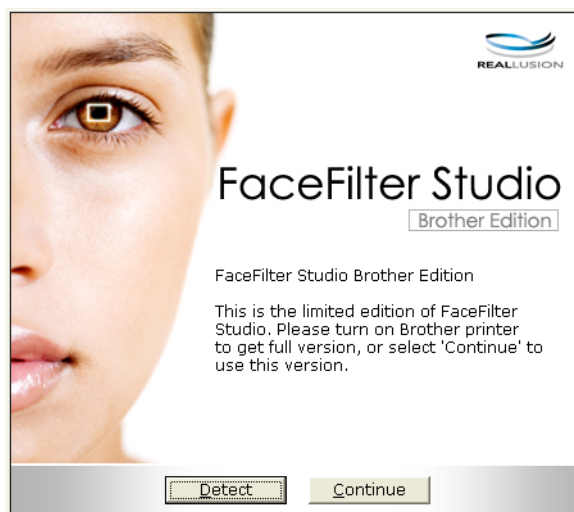 REALLUSION
FaceFilter Studio
Brother Edition
FaceFilter Studio Brother Edition
This is the limited edition of FaceFilter
Studio. Please turn on Brother printer
to get full version, or select 'Continue' to
use this version.
Detect
Continue